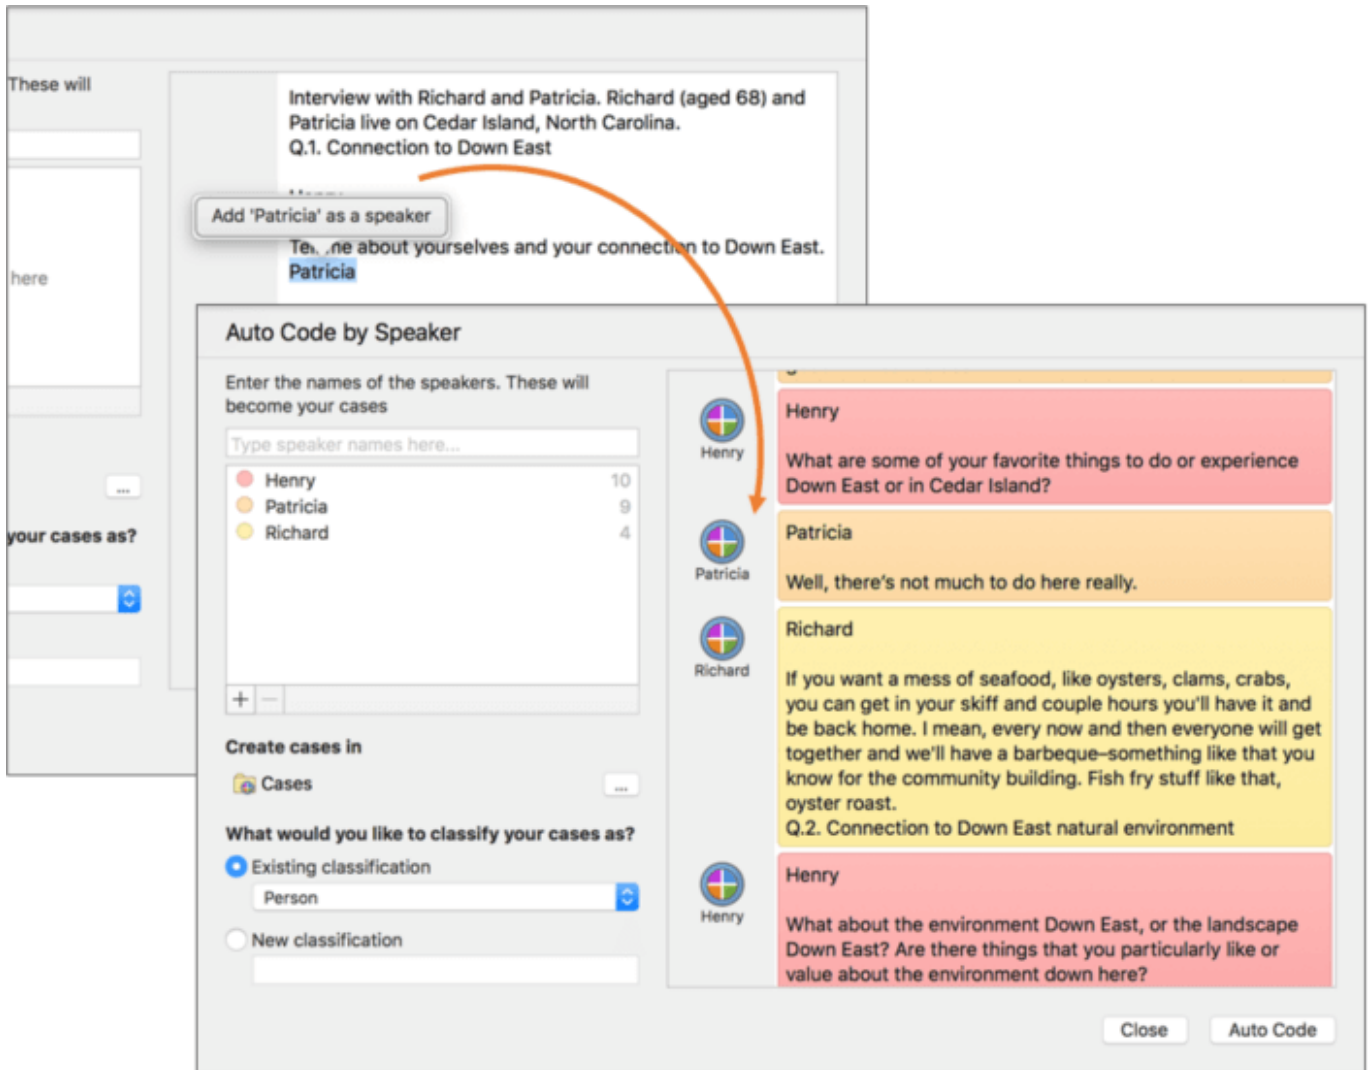 These will
Interview with Richard and Patricia. Richard (aged 68) and
Patricia live on Cedar Island, North Carolina.
Q.1. Connection to Down East
Add 'Patricia' as a speaker
me about yourselves and your connection to Down East.
Patricia
here
...
your cases as?
Auto Code by Speaker
Enter the names of the speakers. These will
become your cases
Type speaker names here...
Henry 10
Patricia 9
Richard 4
+ −
Create cases in
Cases ...
What would you like to classify your cases as?
Existing classification
Person
New classification
Henry
Henry
What are some of your favorite things to do or experience
Down East or in Cedar Island?
Patricia
Patricia
Well, there's not much to do here really.
Richard
Richard
If you want a mess of seafood, like oysters, clams, crabs,
you can get in your skiff and couple hours you'll have it and
be back home. I mean, every now and then everyone will get
together and we'll have a barbeque–something like that you
know for the community building. Fish fry stuff like that,
oyster roast.
Q.2. Connection to Down East natural environment
Henry
Henry
What about the environment Down East, or the landscape
Down East? Are there things that you particularly like or
value about the environment down here?
Close
Auto Code